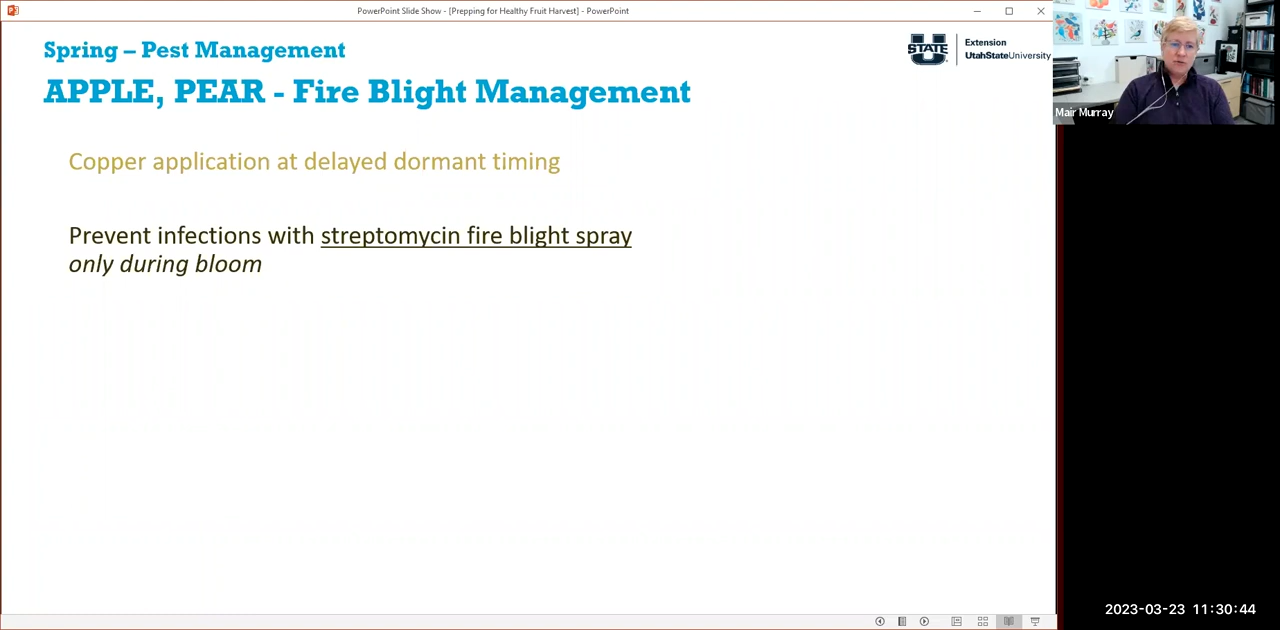 PowerPoint Slide Show - [Prepping for Healthy Fruit Harvest] - PowerPoint
Spring – Pest Management
APPLE, PEAR - Fire Blight Management
U STATE
Extension
UtahStateUniversity
Mair Murray
Copper application at delayed dormant timing
Prevent infections with streptomycin fire blight spray
only during bloom
2023-03-23 11:30:44